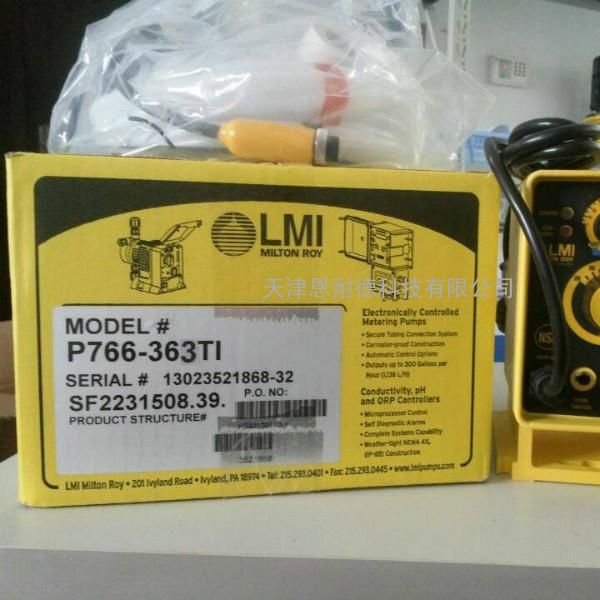 LMI
MILTON ROY
天津恩耐德科技有限公司
MODEL #
P766-363TI
SERIAL # 13023521868-32
P.O. NO:
SF2231508.39.
PRODUCT STRUCTURE#
3521868
Electronically Controlled
Metering Pumps
• Secure Tubing Connection System
• Corrosion-proof Construction
• Automatic Control Options
• Outputs up to 300 Gallons per
Hour (1,136 L/H)
Conductivity, pH
and ORP Controllers
• Microprocessor Control
• Self Diagnostic Alarms
• Complete Systems Capability
• Weather-tight NEMA 4X,
(IP-65) Construction
LMI Milton Roy • 201 Ivyland Road • Ivyland, PA 18974 • Tel: 215.293.0401 • Fax: 215.293.0445 • www.lmipumps.com
LMI
MILTON ROY
NS